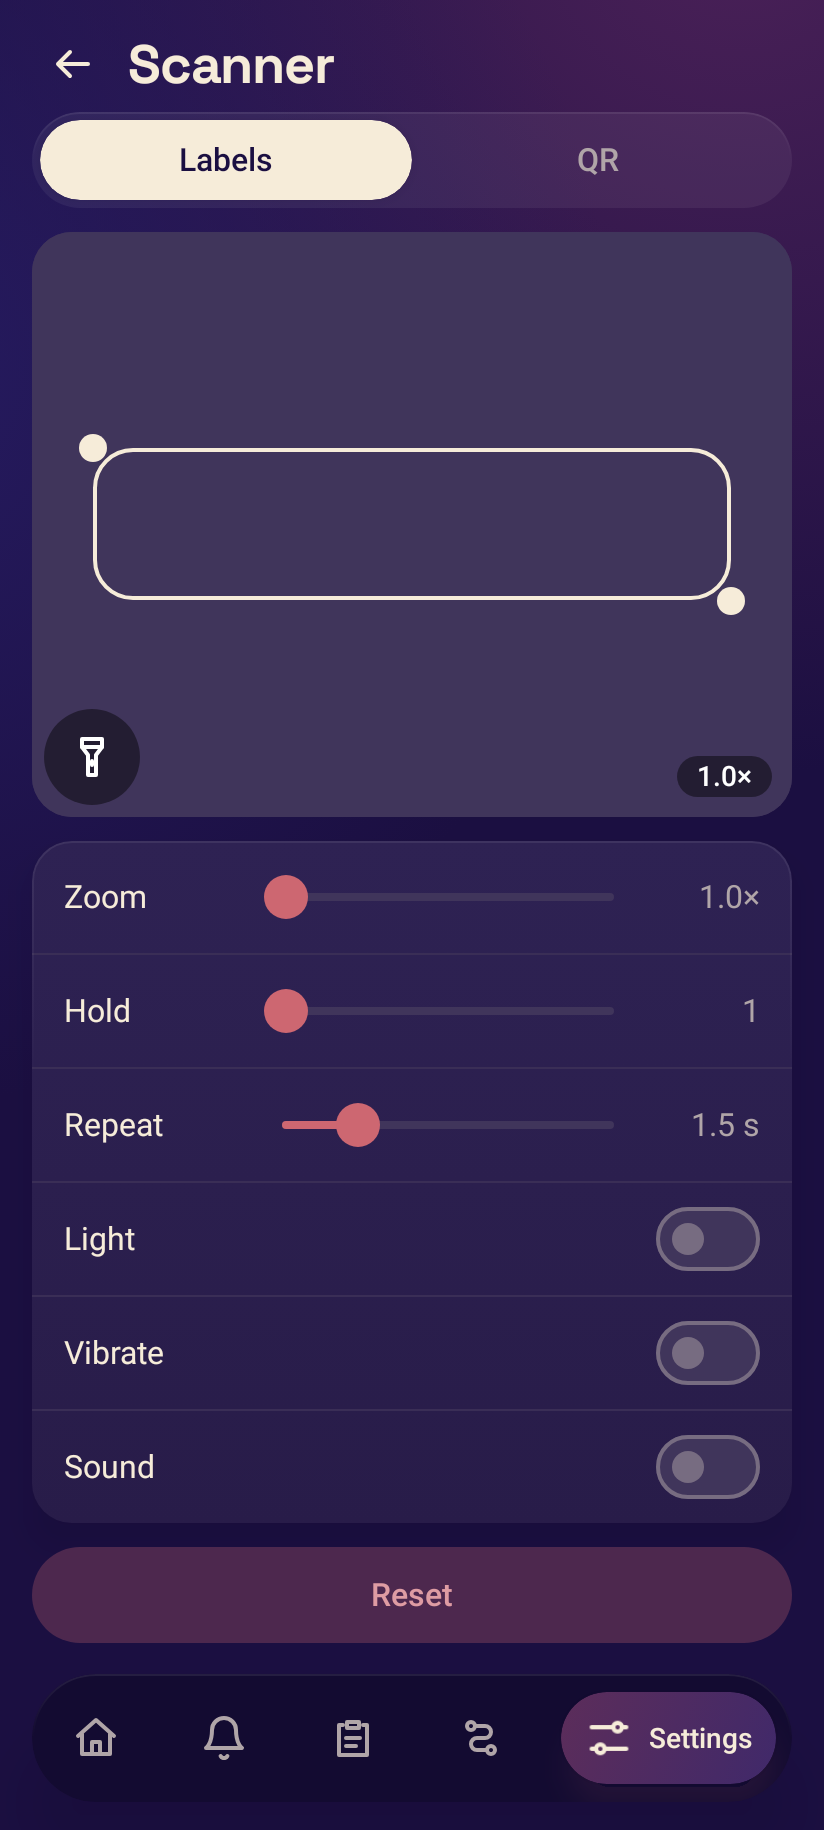 Scanner
Labels
QR
1.0×
Zoom
1.0×
Hold
1
Repeat
1.5 s
Light
Vibrate
Sound
Reset
Settings